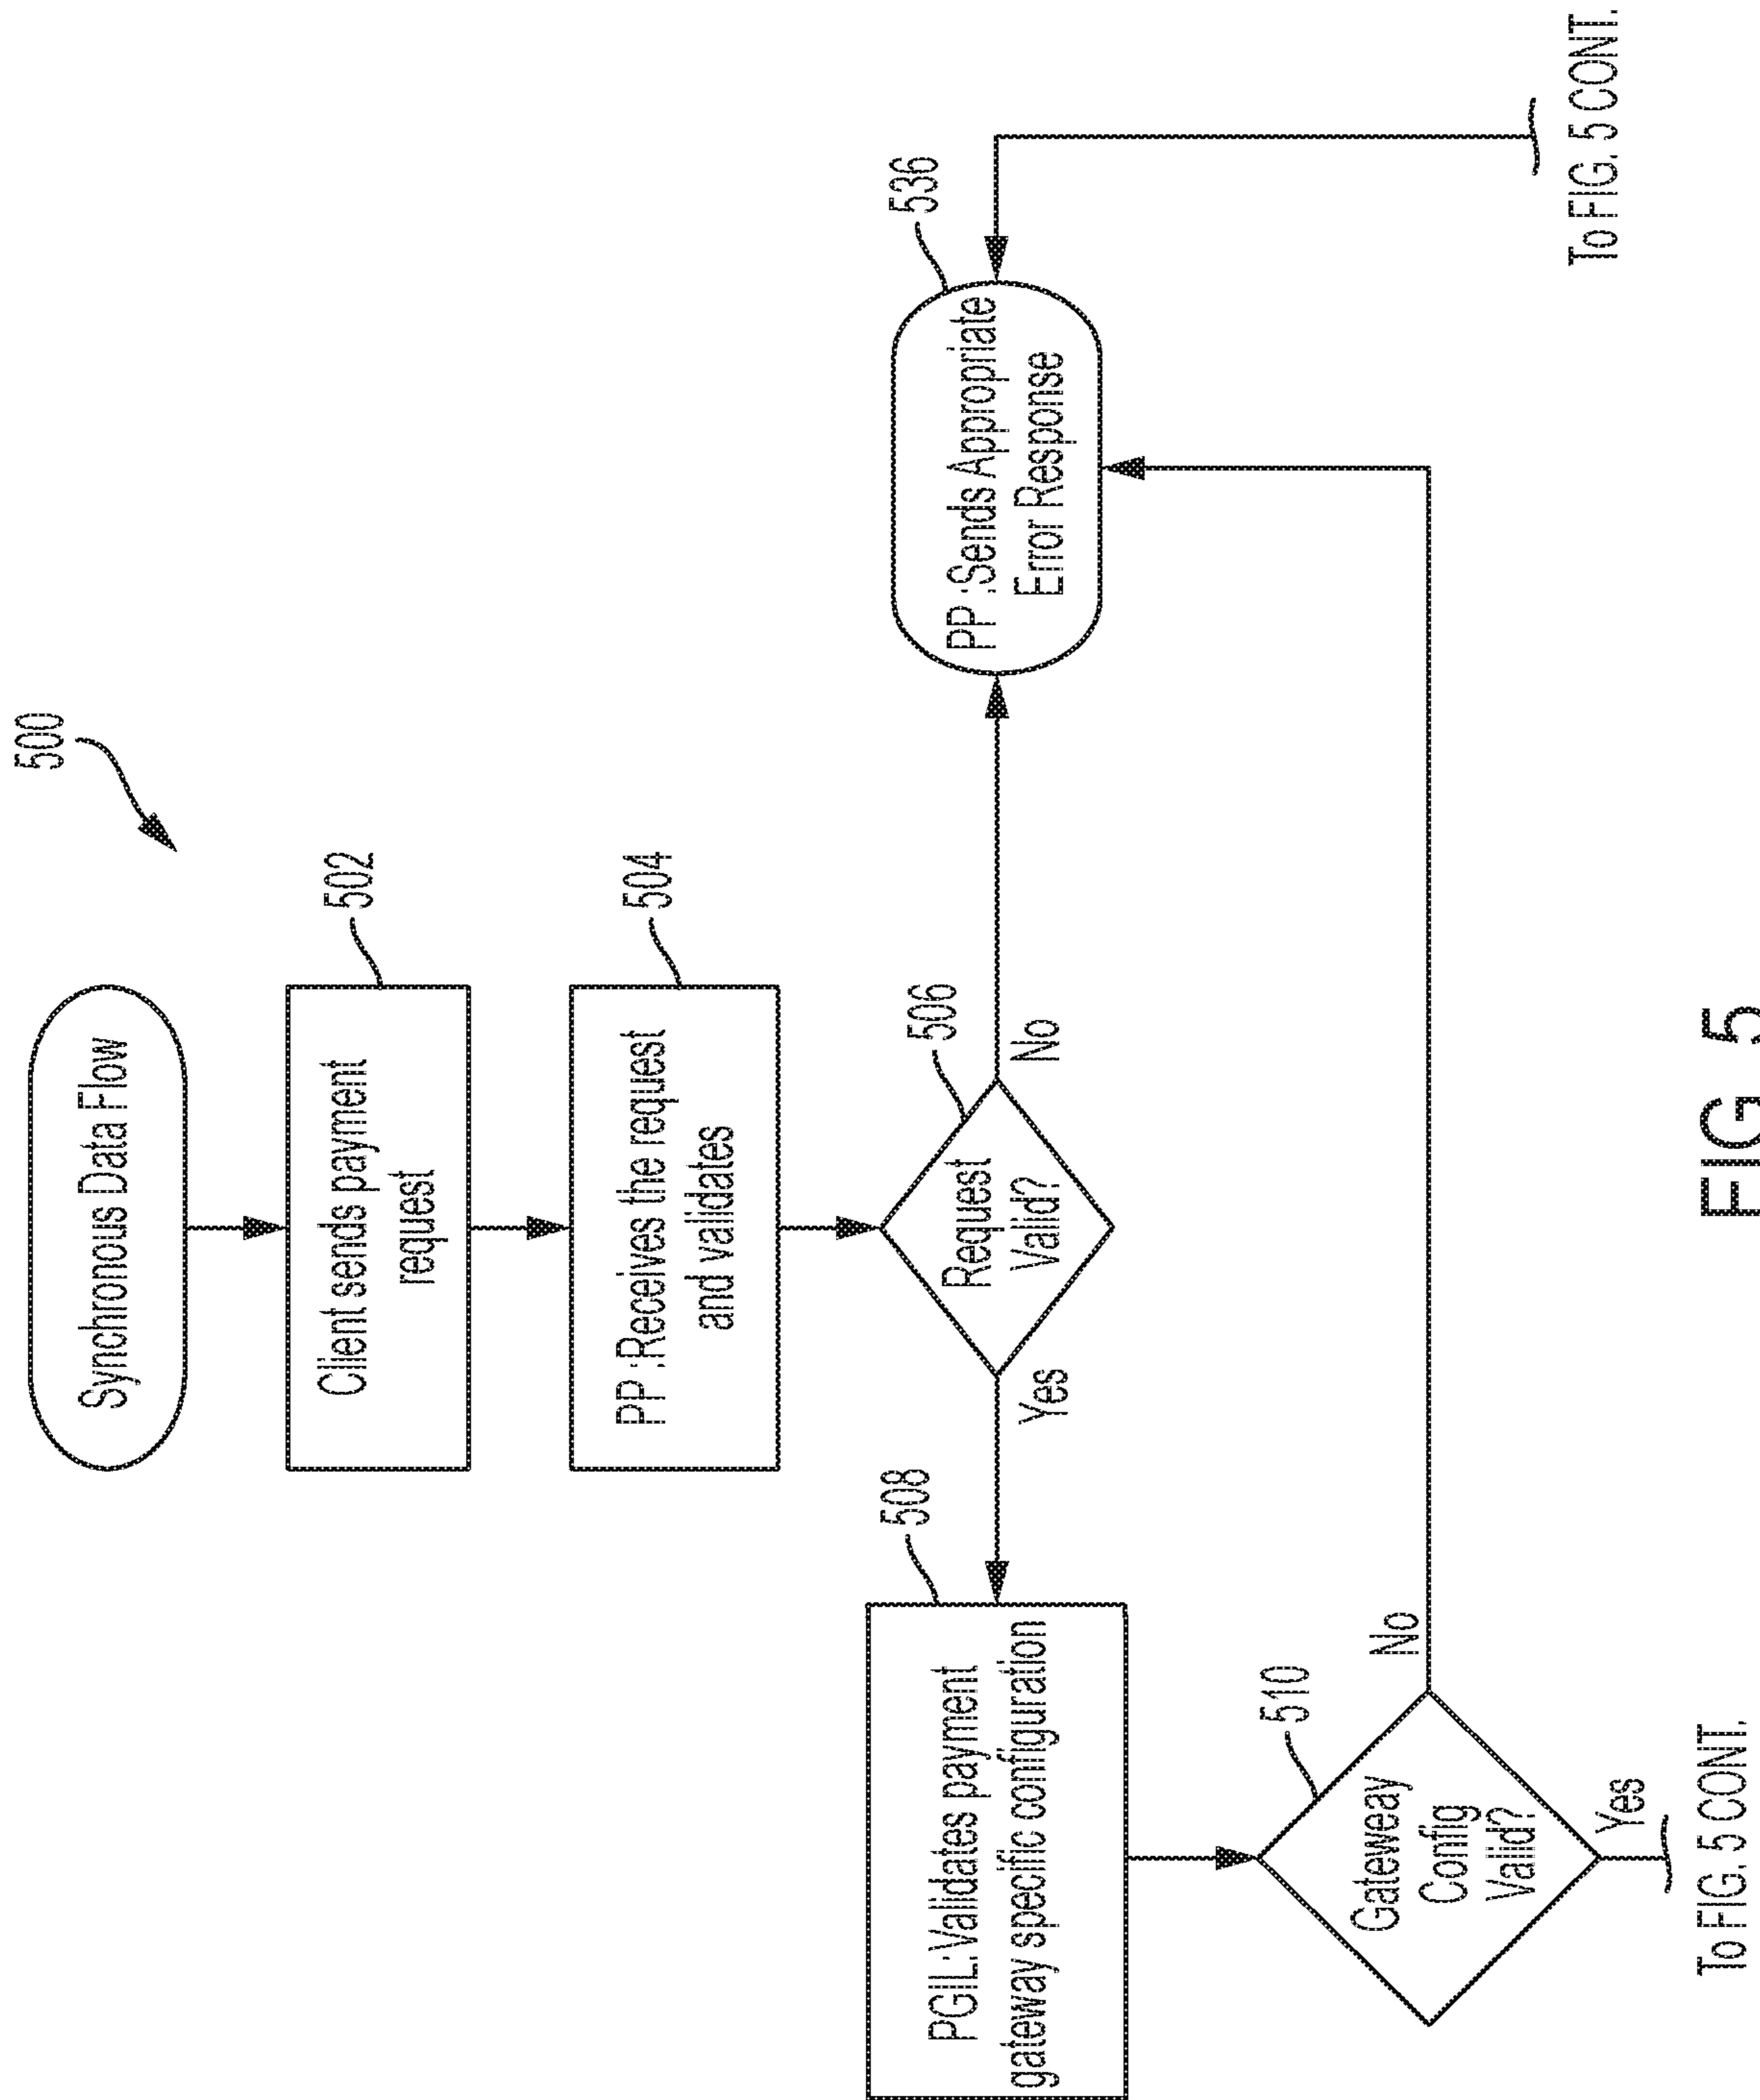 500
Synchronous Data Flow
502
Client sends payment
request
504
PP :Receives the request
and validates
506
Request
Valid?
Yes
No
508
PGIL:Validates payment
gateway specific configuration
536
PP :Sends Appropriate
Error Response
510
Gateweay
Config
Valid?
No
Yes
To FIG. 5 CONT.
To FIG. 5 CONT.
FIG. 5